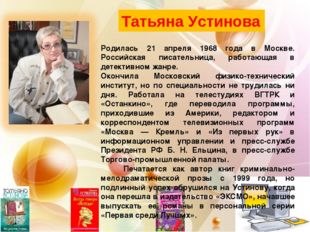 Татьяна Устинова
Родилась 21 апреля 1968 года в Москве.
Российская писательница, работающая в
детективном жанре.
Окончила Московский физико-технический
институт, но по специальности не трудилась ни
дня. Работала на телестудиях ВГТРК и
«Останкино», где переводила программы,
приходившие из Америки, редактором и
корреспондентом телевизионных программ
«Москва — Кремль» и «Из первых рук» в
информационном управлении и пресс-службе
Президента РФ Б. Н. Ельцина, в пресс-службе
Торгово-промышленной палаты.
Печатается как автор книг криминально-
мелодраматической прозы с 1999 года, но
подлинный успех обрушился на Устинову, когда
она перешла в издательство «ЭКСМО», начавшее
выпускать ее романы в персональной серии
«Первая среди Лучших».
ТАТЬЯНА
УСТИНОВА